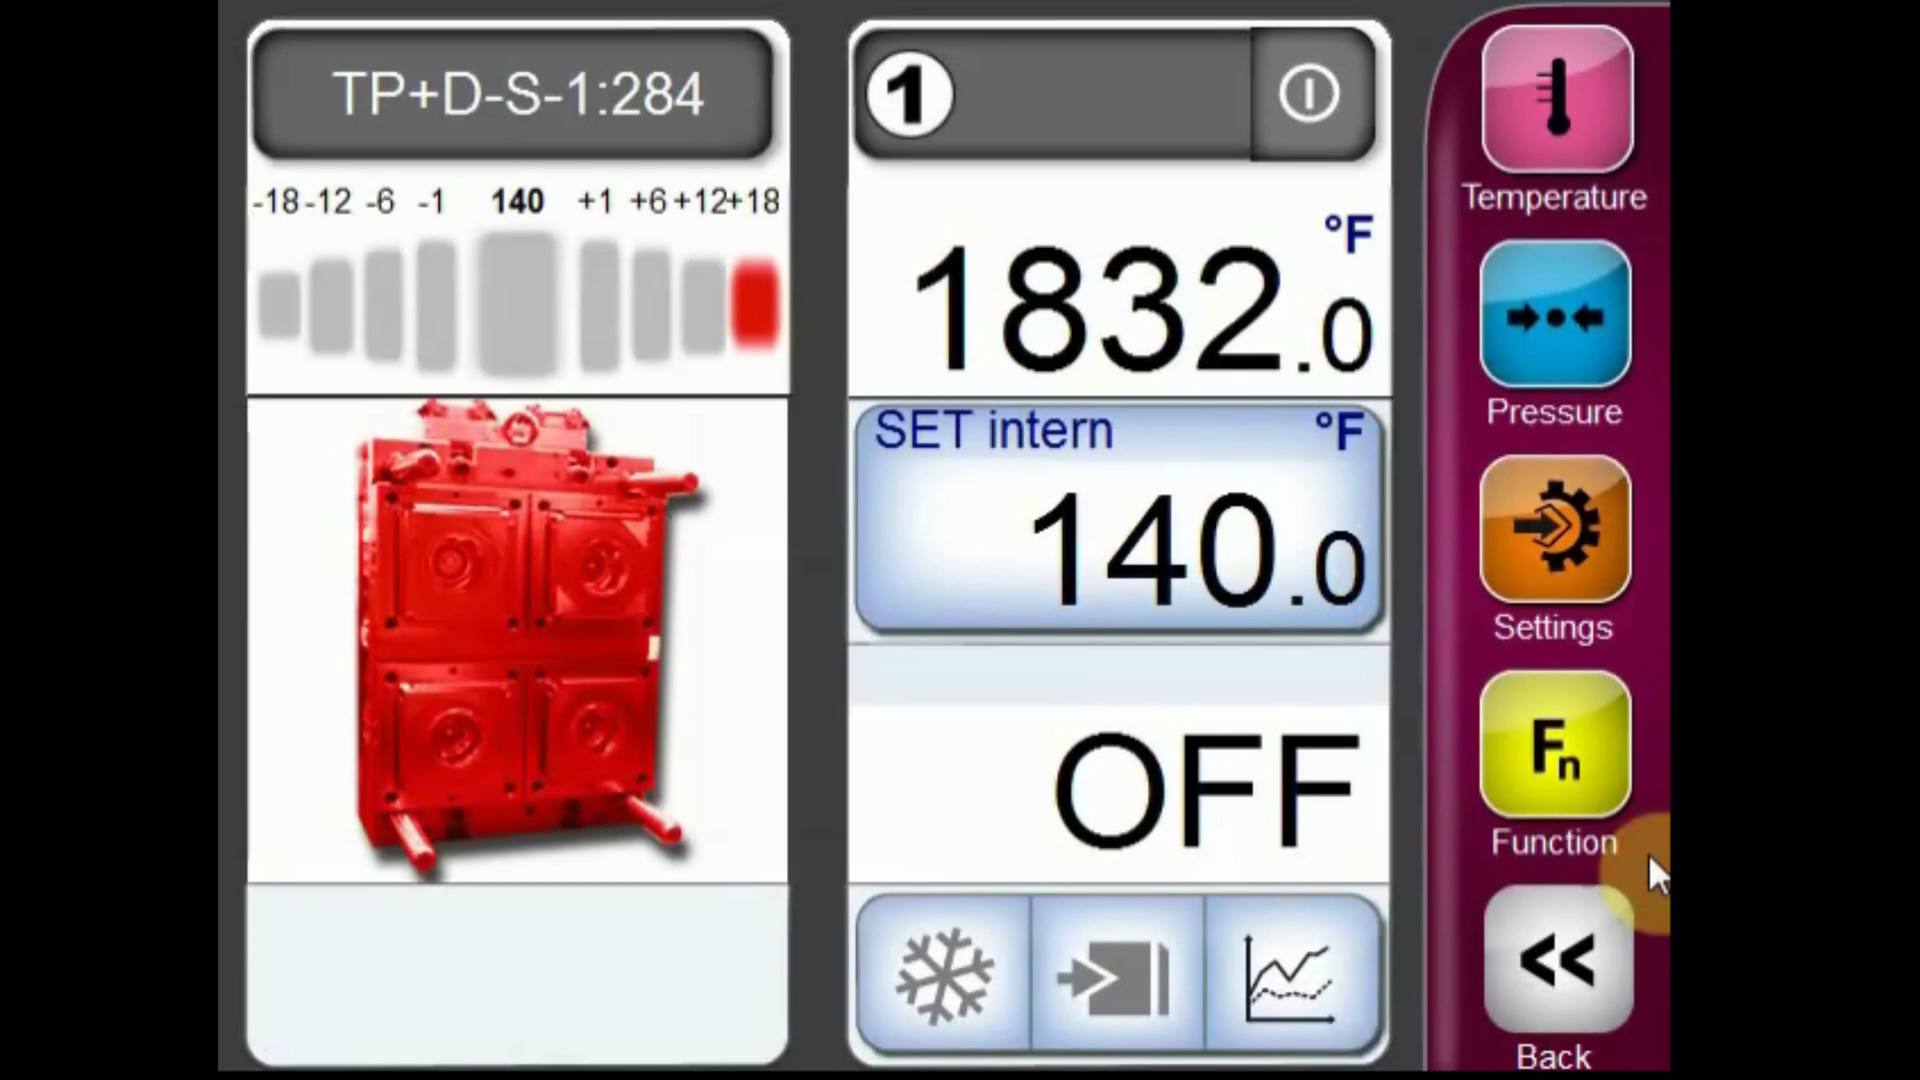 TP+D-S-1:284
-18 -12 -6 -1 140 +1 +6 +12 +18
1
°F
1832.0
SET intern °F
140.0
OFF
Temperature
Pressure
Settings
Fn
Function
<<
Back